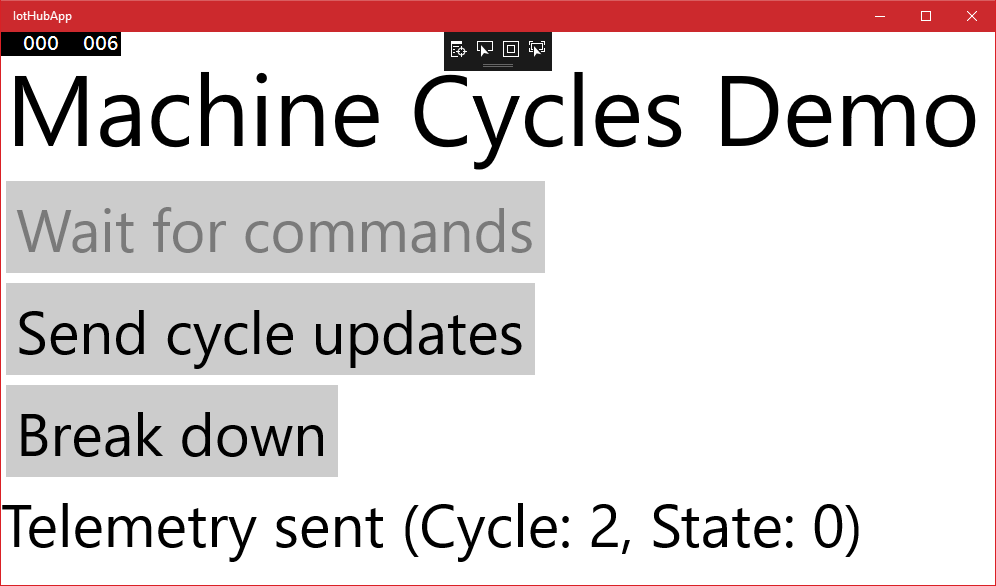 IotHubApp
000 006
Machine Cycles Demo
Wait for commands
Send cycle updates
Break down
Telemetry sent (Cycle: 2, State: 0)